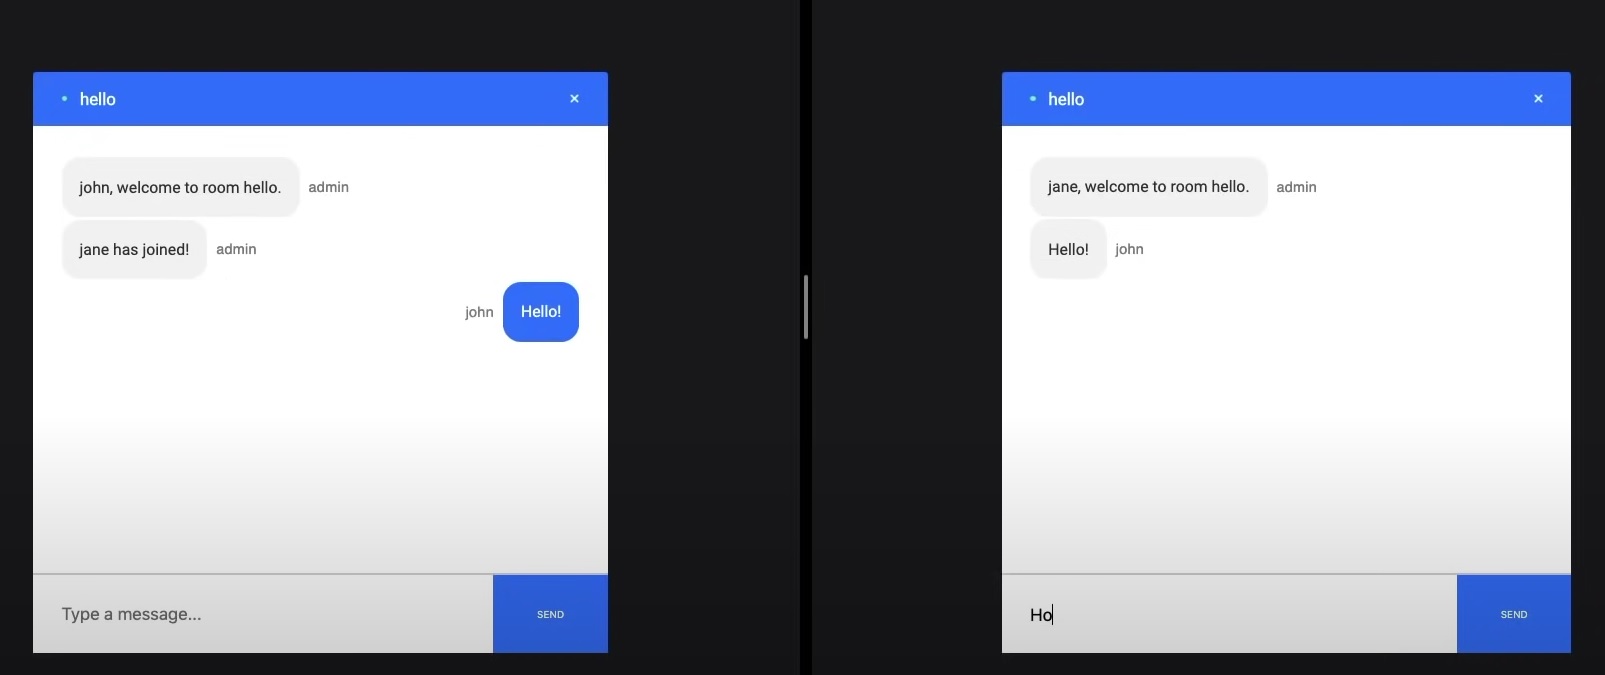 hello ×
john, welcome to room hello. admin
jane has joined! admin
john Hello!
Type a message... SEND
hello ×
jane, welcome to room hello. admin
Hello! john
Ho SEND